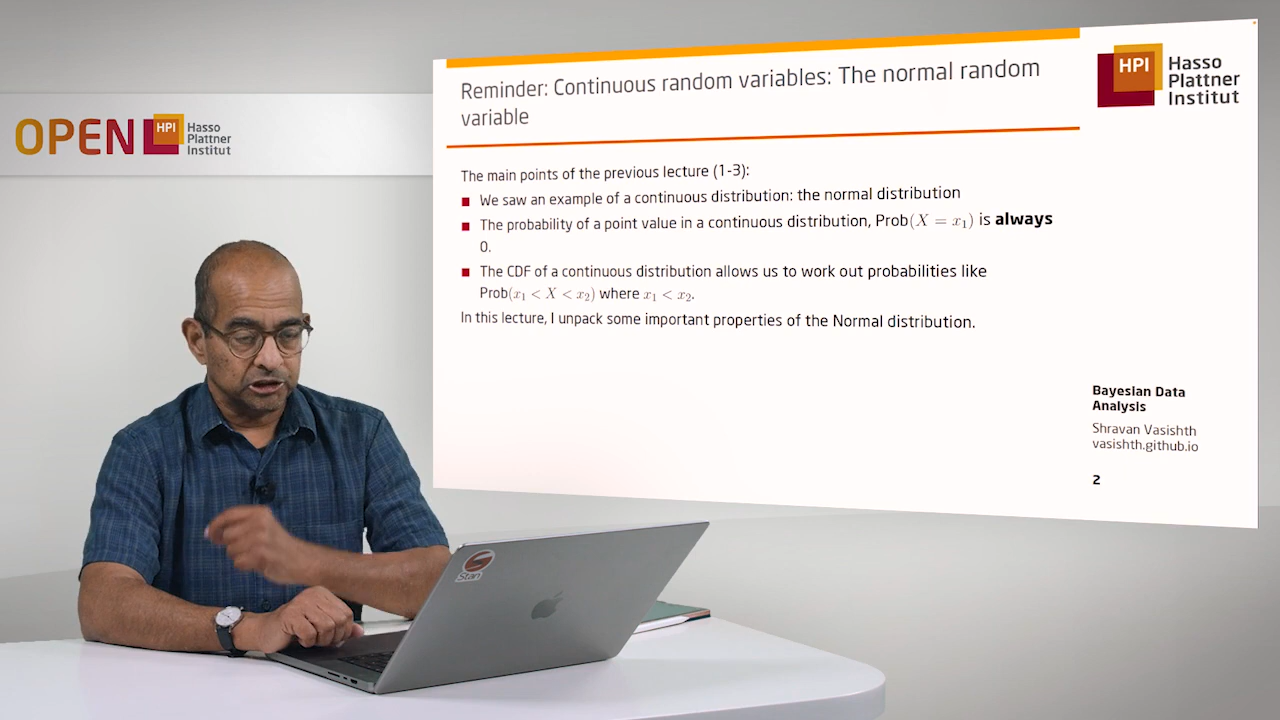 OPEN HPI Hasso
Plattner
Institut
Reminder: Continuous random variables: The normal random
variable
HPI Hasso
Plattner
Institut
The main points of the previous lecture (1-3):
■ We saw an example of a continuous distribution: the normal distribution
■ The probability of a point value in a continuous distribution, Prob(X = x₁) is always
0.
■ The CDF of a continuous distribution allows us to work out probabilities like
Prob(x₁ < X < x₂) where x₁ < x₂.
In this lecture, I unpack some important properties of the Normal distribution.
Bayesian Data
Analysis
Shravan Vasishth
vasishth.github.io
2
Stan